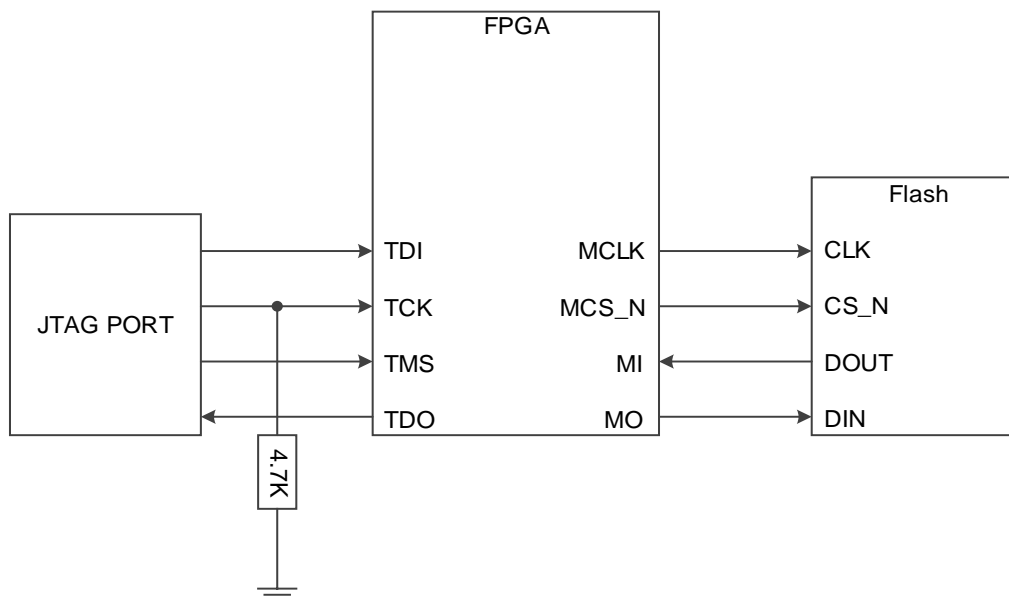 FPGA
Flash
TDI
MCLK
CLK
TCK
MCS_N
CS_N
JTAG PORT
TMS
MI
DOUT
TDO
MO
DIN
4.7K